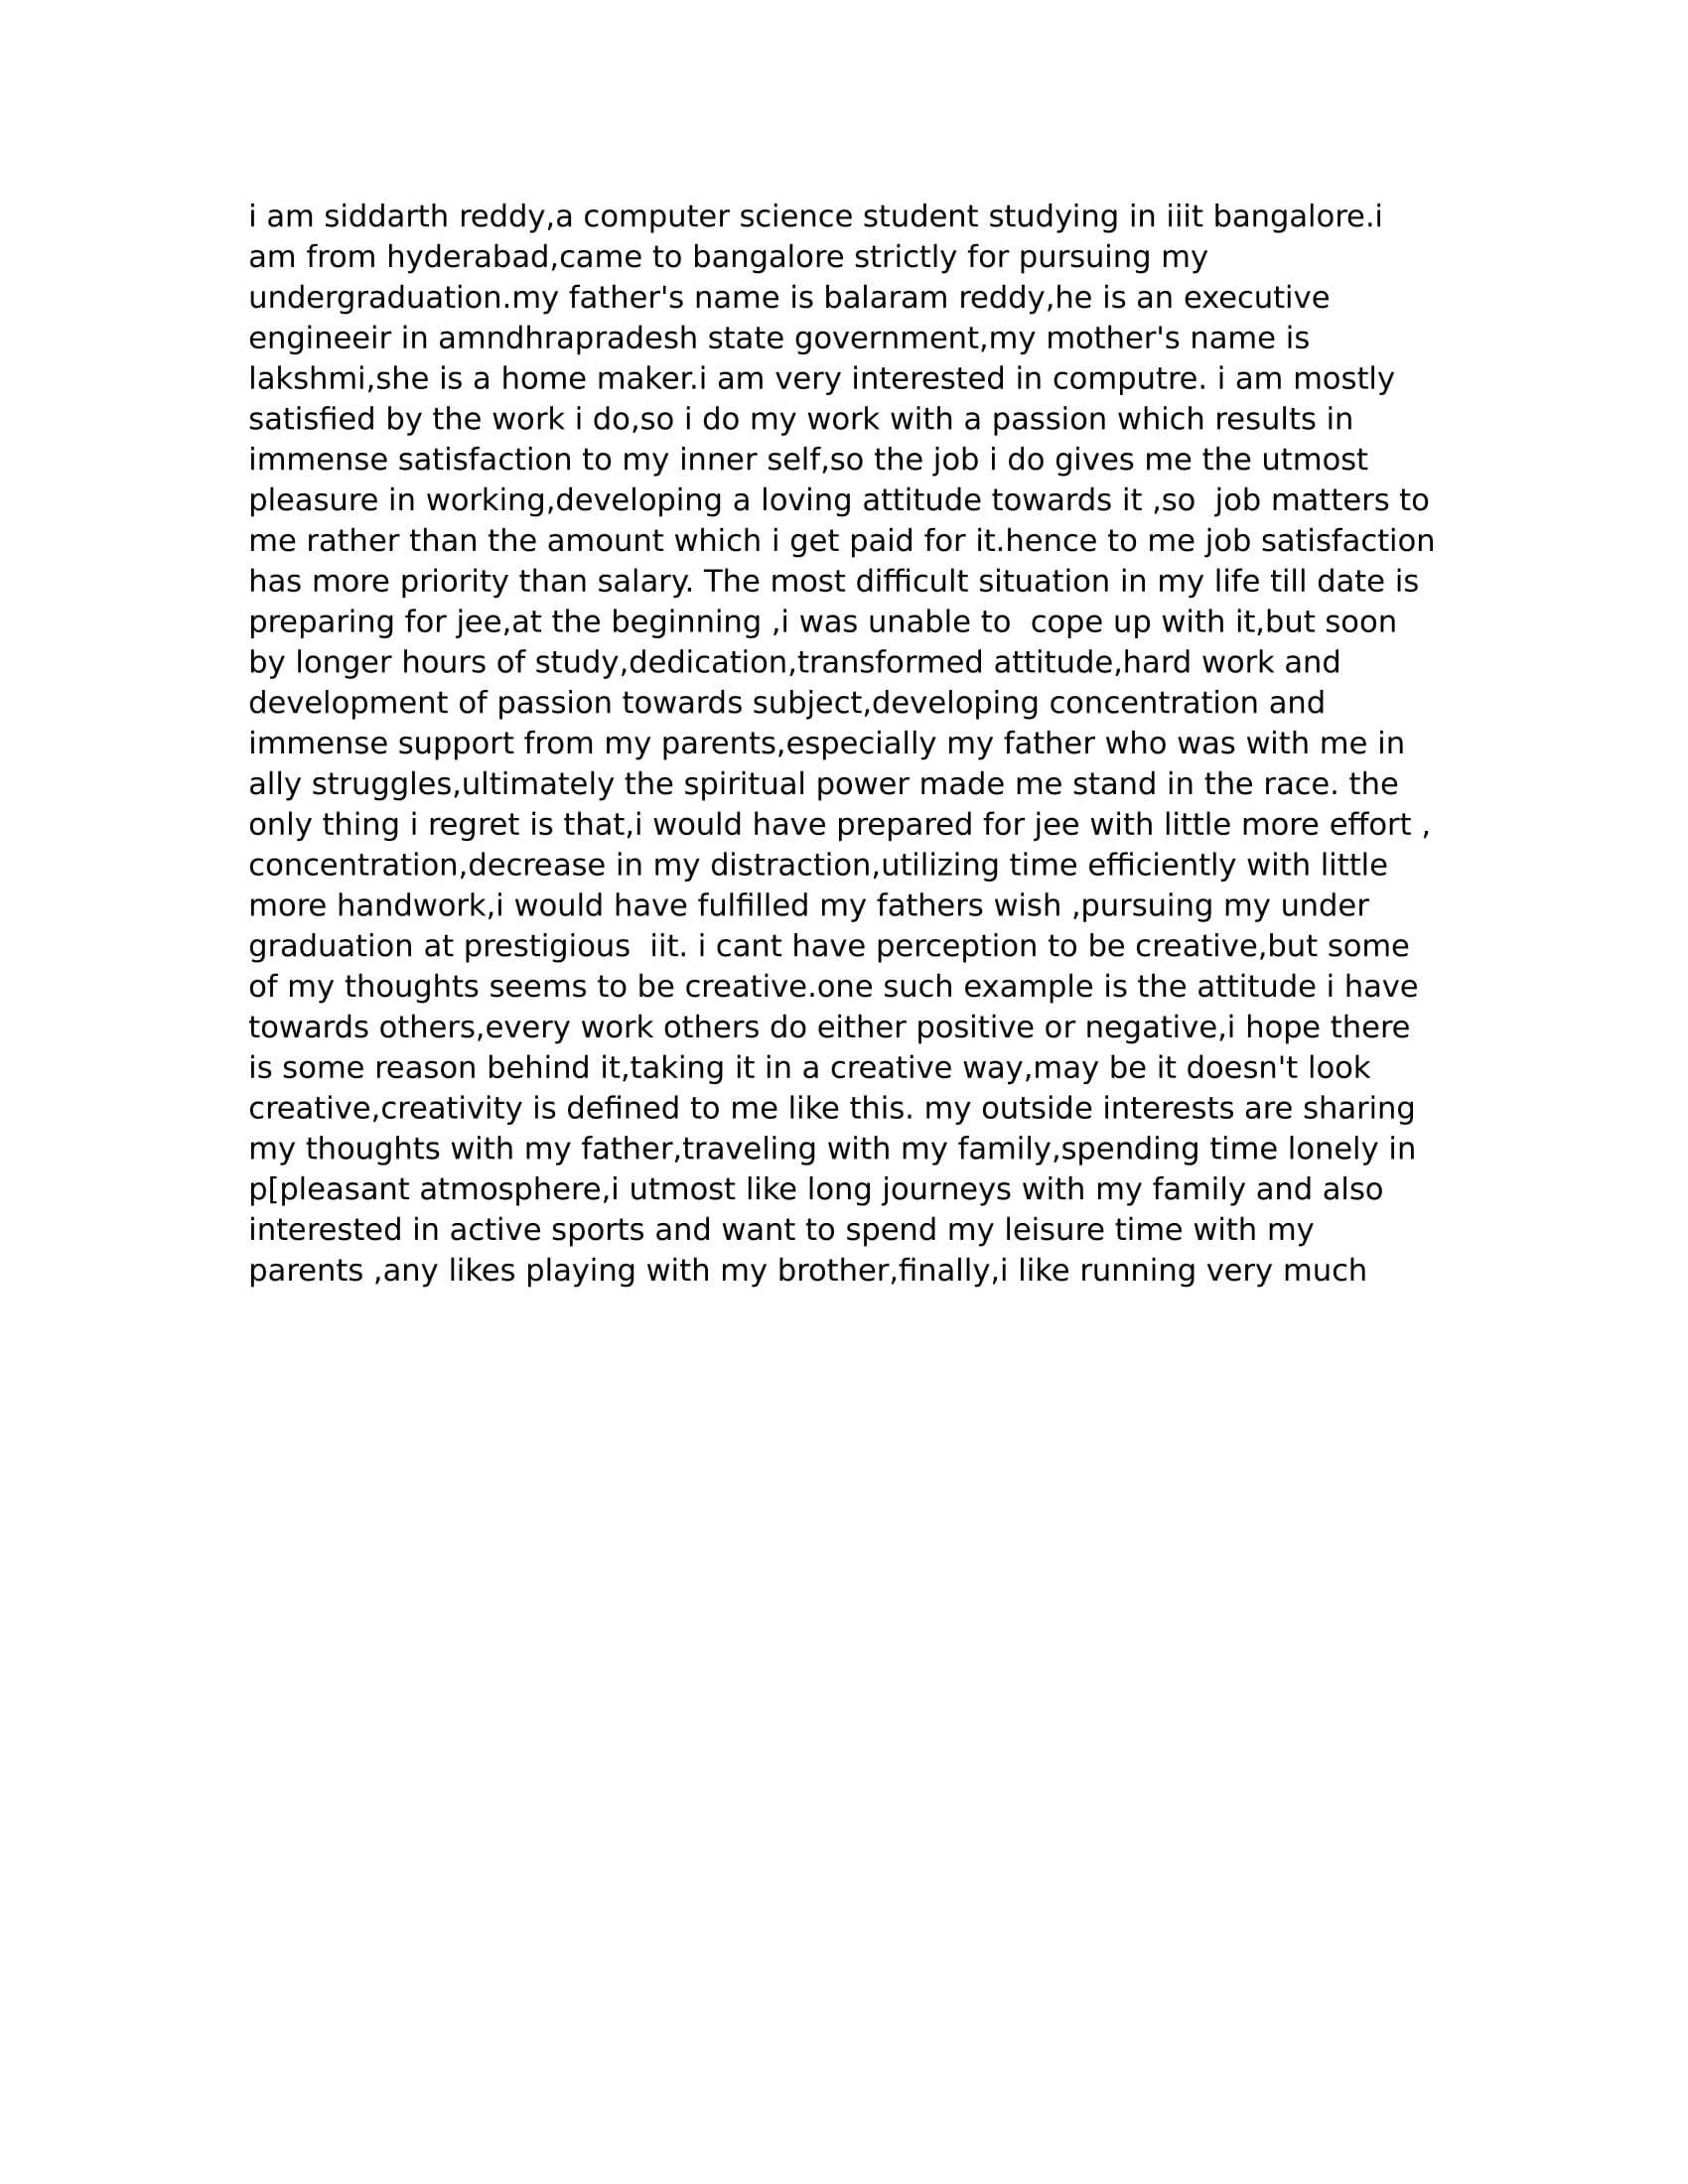 i am siddarth reddy,a computer science student studying in iiit bangalore.i
am from hyderabad,came to bangalore strictly for pursuing my
undergraduation.my father's name is balaram reddy,he is an executive
engineeir in amndhrapradesh state government,my mother's name is
lakshmi,she is a home maker.i am very interested in computre. i am mostly
satisfied by the work i do,so i do my work with a passion which results in
immense satisfaction to my inner self,so the job i do gives me the utmost
pleasure in working,developing a loving attitude towards it ,so  job matters to
me rather than the amount which i get paid for it.hence to me job satisfaction
has more priority than salary. The most difficult situation in my life till date is
preparing for jee,at the beginning ,i was unable to  cope up with it,but soon
by longer hours of study,dedication,transformed attitude,hard work and
development of passion towards subject,developing concentration and
immense support from my parents,especially my father who was with me in
ally struggles,ultimately the spiritual power made me stand in the race. the
only thing i regret is that,i would have prepared for jee with little more effort ,
concentration,decrease in my distraction,utilizing time efficiently with little
more handwork,i would have fulfilled my fathers wish ,pursuing my under
graduation at prestigious  iit. i cant have perception to be creative,but some
of my thoughts seems to be creative.one such example is the attitude i have
towards others,every work others do either positive or negative,i hope there
is some reason behind it,taking it in a creative way,may be it doesn't look
creative,creativity is defined to me like this. my outside interests are sharing
my thoughts with my father,traveling with my family,spending time lonely in
p[pleasant atmosphere,i utmost like long journeys with my family and also
interested in active sports and want to spend my leisure time with my
parents ,any likes playing with my brother,finally,i like running very much